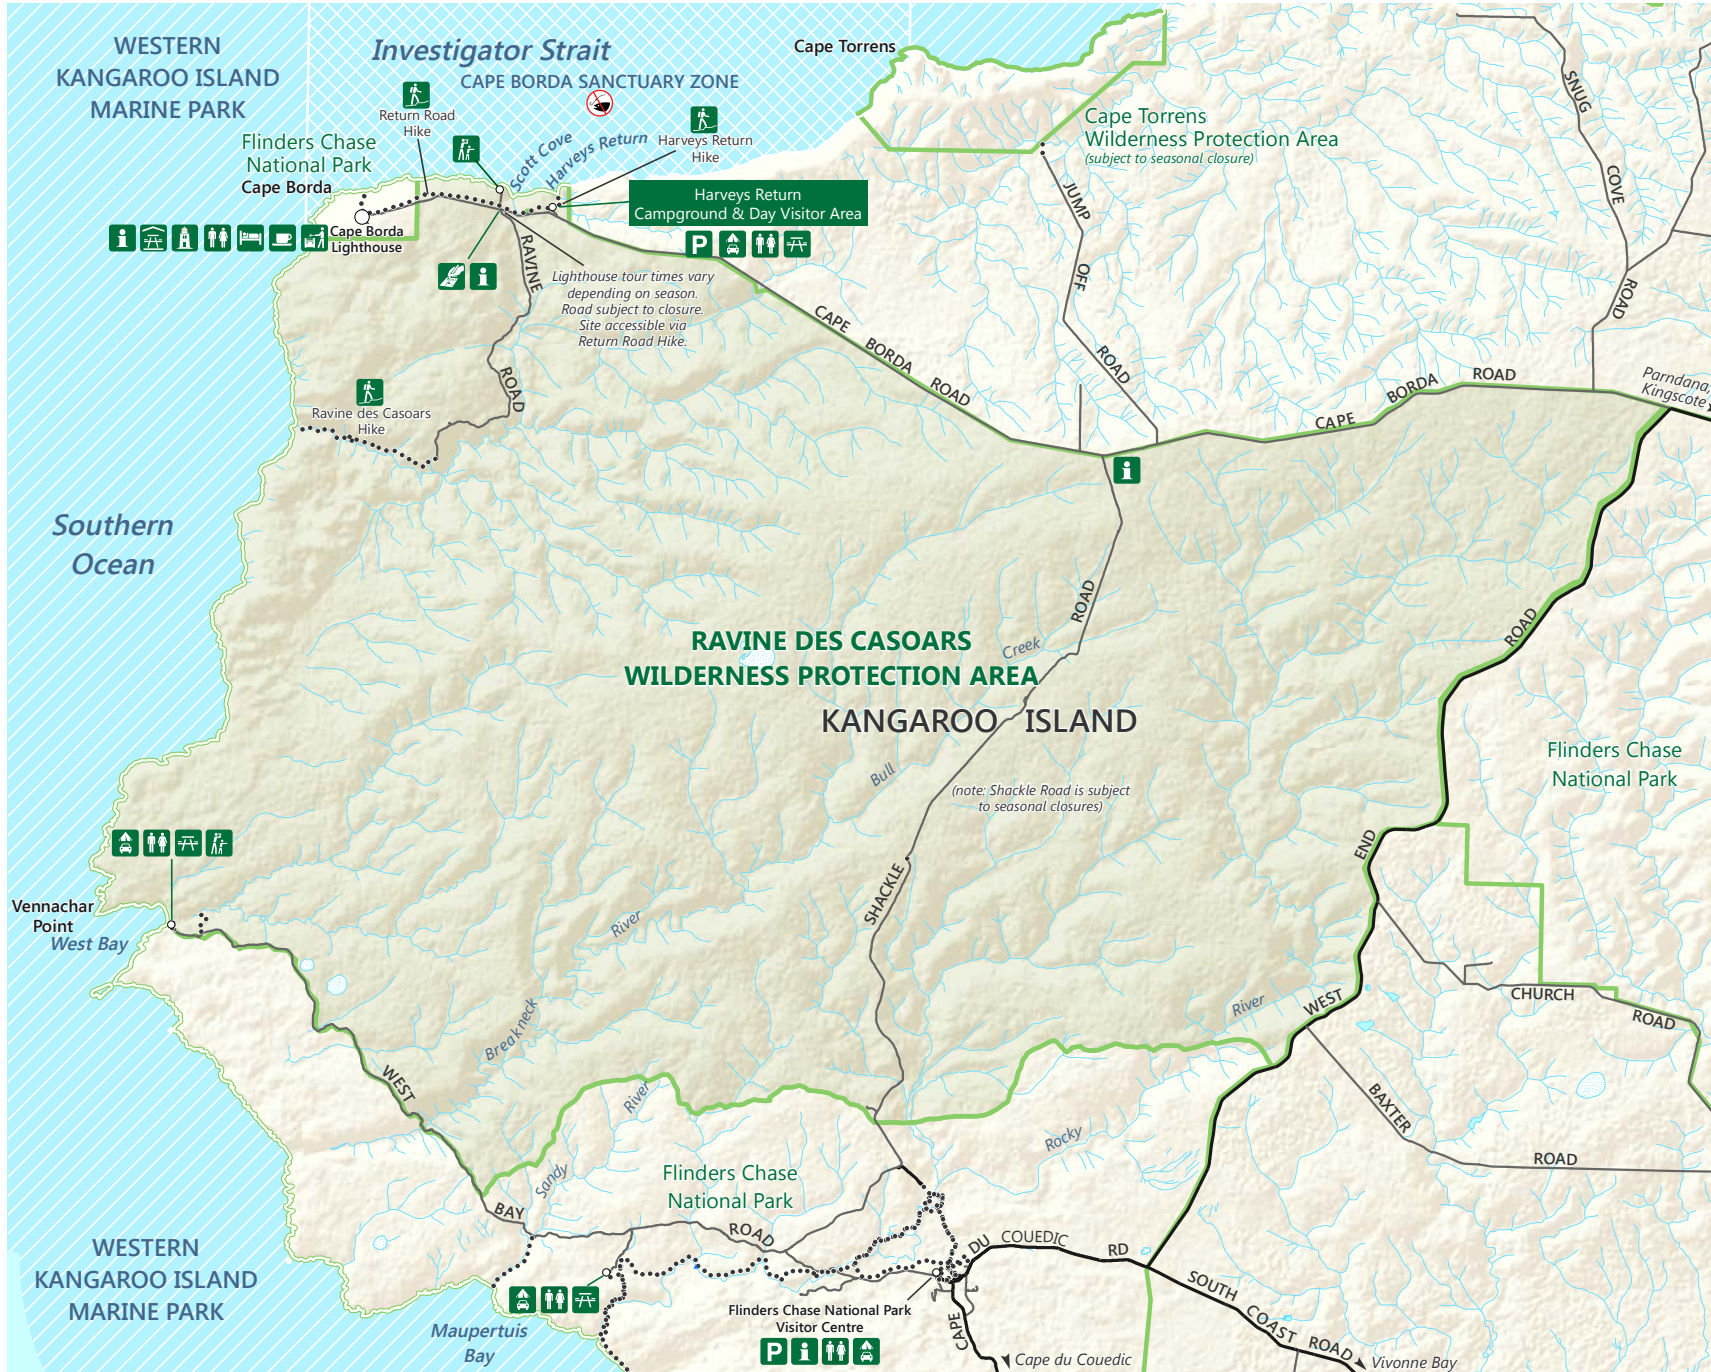 WESTERN
KANGAROO ISLAND
MARINE PARK
Investigator Strait
CAPE BORDA SANCTUARY ZONE
Cape Torrens
Return Road
Hike
Scott Cove
Harveys Return
Harveys Return
Hike
Flinders Chase
National Park
Cape Borda
Cape Borda
Lighthouse
Harveys Return
Campground & Day Visitor Area
P
Cape Torrens
Wilderness Protection Area
(subject to seasonal closure)
SNUG
COVE
ROAD
JUMP
OFF
ROAD
RAVINE
ROAD
Lighthouse tour times vary
depending on season.
Road subject to closure.
Site accessible via
Return Road Hike.
CAPE
BORDA
ROAD
CAPE
BORDA
ROAD
Parndana,
Kingscote
Ravine des Casoars
Hike
i
i
i
Southern
Ocean
RAVINE DES CASOARS
WILDERNESS PROTECTION AREA
KANGAROO ISLAND
ROAD
Creek
Bull
(note: Shackle Road is subject
to seasonal closures)
SHACKLE
ROAD
END
WEST
Flinders Chase
National Park
Vennachar
Point
West Bay
River
Breakneck
WEST
BAY
ROAD
River
Sandy
River
Rocky
CHURCH
ROAD
BAXTER
ROAD
Flinders Chase
National Park
WESTERN
KANGAROO ISLAND
MARINE PARK
Maupertuis
Bay
Flinders Chase National Park
Visitor Centre
P
i
CAPE
DU
COUEDIC
RD
Cape du Couedic
SOUTH
COAST
ROAD
Vivonne Bay